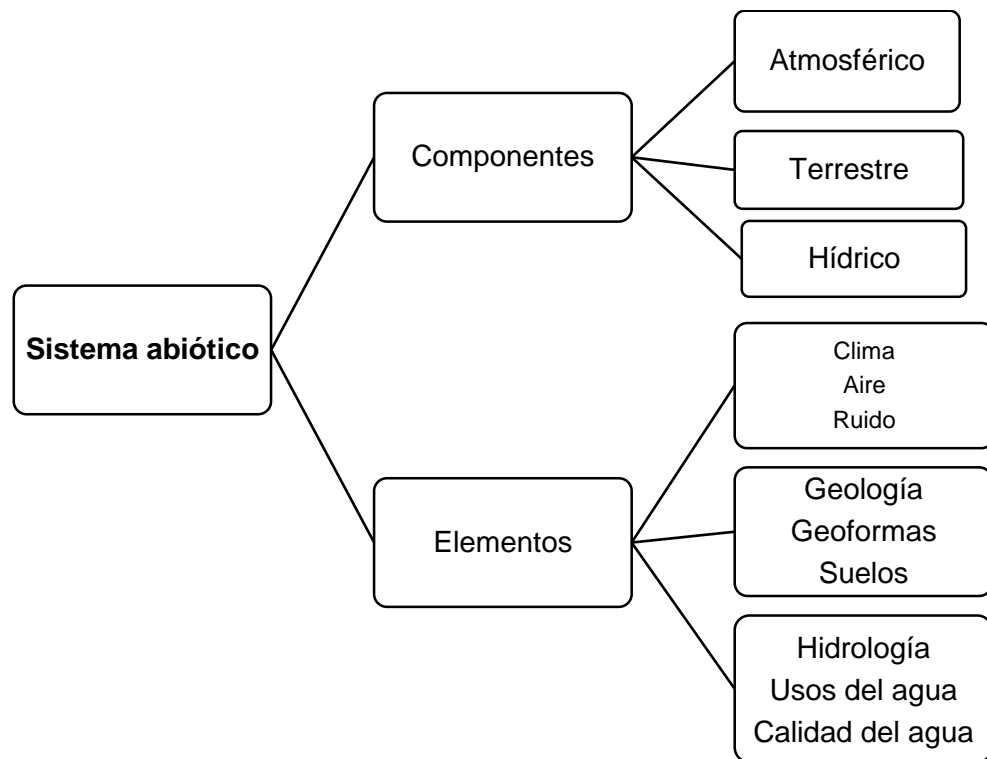 Sistema abiótico
Componentes
Atmosférico
Terrestre
Hídrico
Elementos
Clima
Aire
Ruido
Geología
Geoformas
Suelos
Hidrología
Usos del agua
Calidad del agua